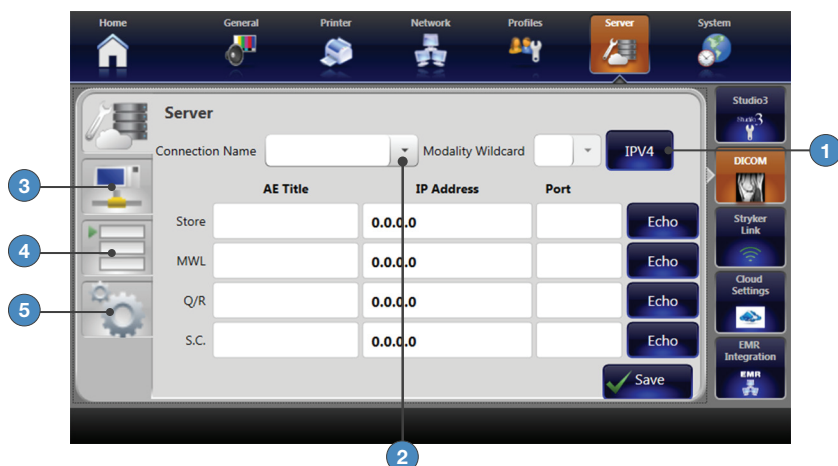 Home General Printer Network Profiles Server System
Server
Connection Name Modality Wildcard IPV4
AE Title IP Address Port
Store 0.0.0.0 Echo
MWL 0.0.0.0 Echo
Q/R 0.0.0.0 Echo
S.C. 0.0.0.0 Echo
Save
Studio3
Studio 3
DICOM
Stryker
Link
Cloud
Settings
EMR
Integration
EMR
1
3
4
5
2